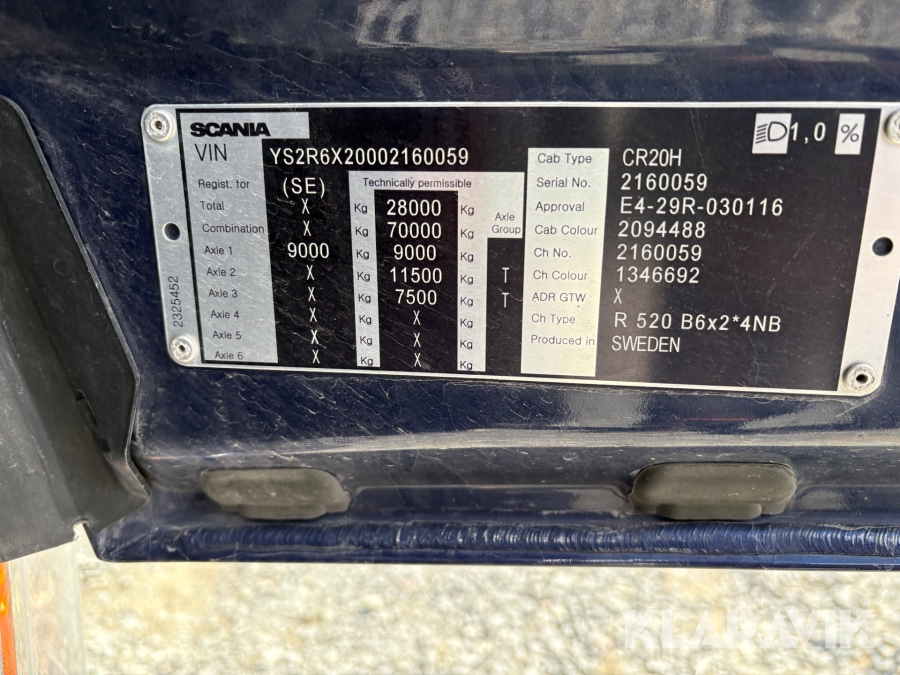 SCANIA
1,0 %
VIN YS2R6X20002160059 Cab Type CR20H
Regist. for (SE) Technically permissible Serial No. 2160059
Total X Kg 28000 Kg Axle Group Approval E4-29R-030116
Combination X Kg 70000 Kg Cab Colour 2094488
Axle 1 9000 Kg 9000 Kg Ch No. 2160059
Axle 2 X Kg 11500 Kg T Ch Colour 1346692
Axle 3 X Kg 7500 Kg T ADR GTW X
Axle 4 X Kg X Kg Ch Type R 520 B6x2*4NB
Axle 5 X Kg X Kg Produced in SWEDEN
Axle 6 X Kg X Kg
2325452
KLARAVIK